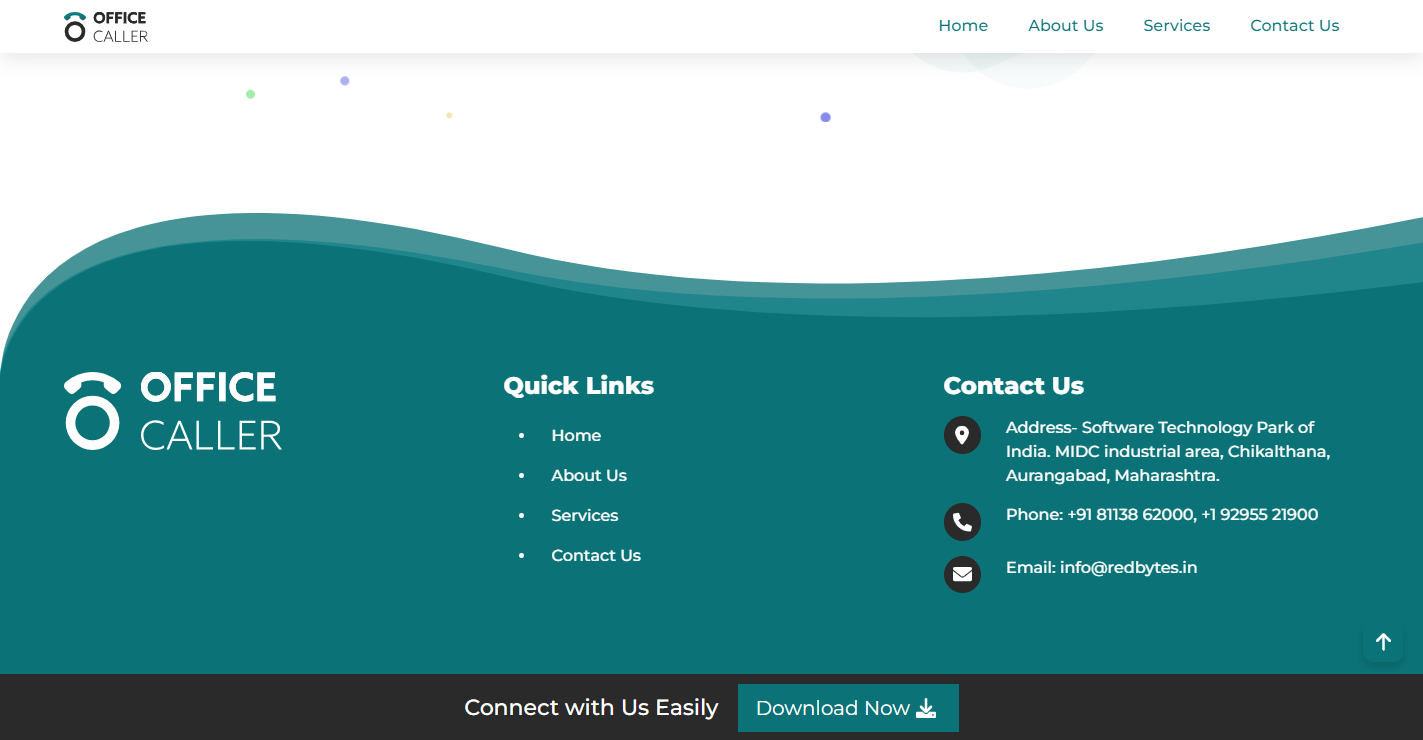 OFFICE
CALLER
Home
About Us
Services
Contact Us
OFFICE
CALLER
Quick Links
Home
About Us
Services
Contact Us
Contact Us
Address- Software Technology Park of
India. MIDC industrial area, Chikalthana,
Aurangabad, Maharashtra.
Phone: +91 81138 62000, +1 92955 21900
Email: info@redbytes.in
Connect with Us Easily
Download Now